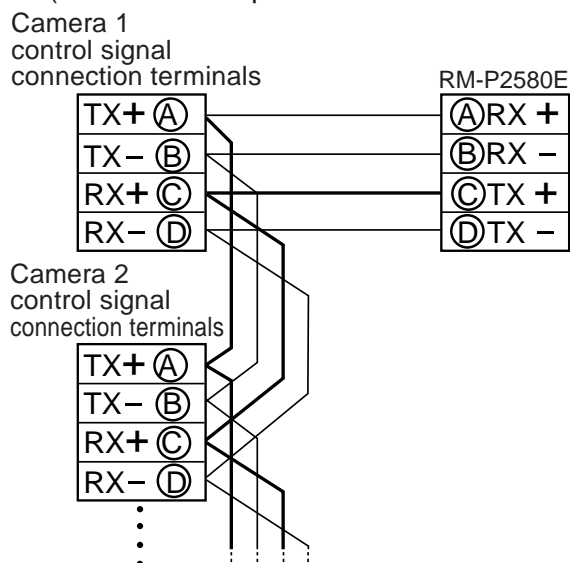 Camera 1
control signal
connection terminals
RM-P2580E
TX+ Ⓐ
TX- Ⓑ
RX+ Ⓒ
RX- Ⓓ
ⒶRX +
ⒷRX -
ⒸTX +
ⒹTX -
Camera 2
control signal
connection terminals
TX+ Ⓐ
TX- Ⓑ
RX+ Ⓒ
RX- Ⓓ